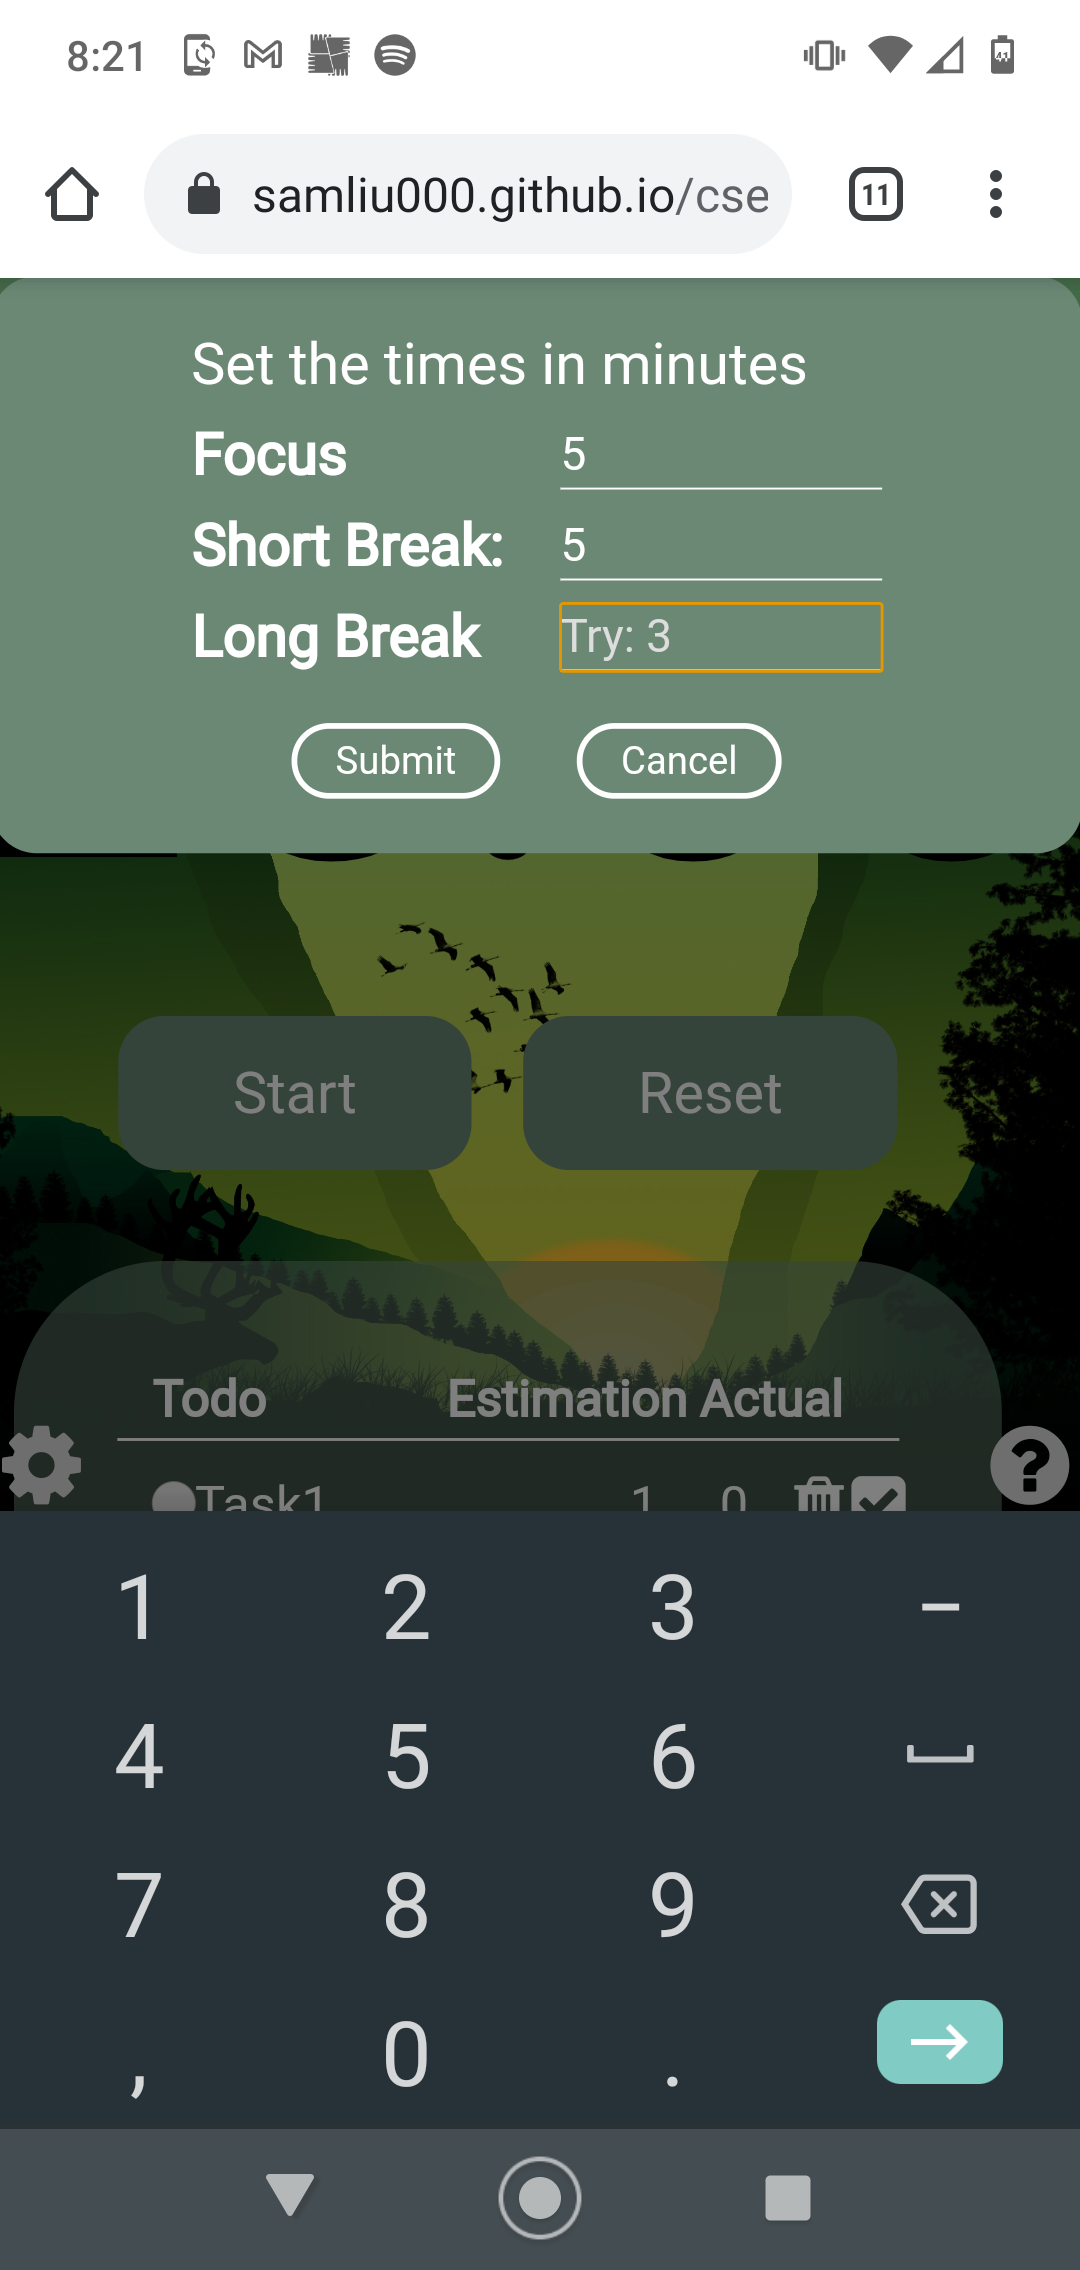 8:21
41
samliu000.github.io/cse
11
Set the times in minutes
Focus 5
Short Break: 5
Long Break Try: 3
Submit Cancel
Start Reset
Todo Estimation Actual
Task1 1 0
?
1 2 3 –
4 5 6
7 8 9
, 0 .